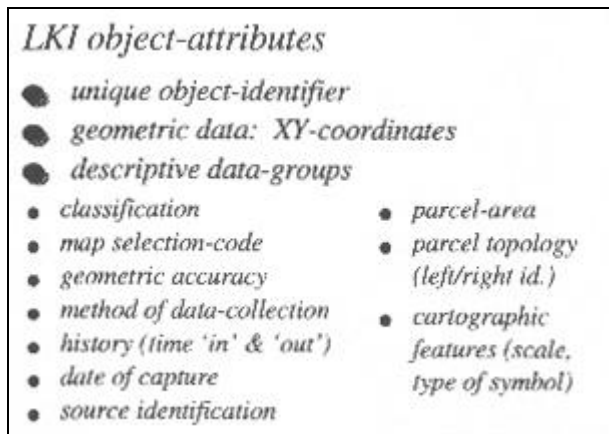 LKI object-attributes
unique object-identifier
geometric data: XY-coordinates
descriptive data-groups
classification
map selection-code
geometric accuracy
method of data-collection
history (time 'in' & 'out')
date of capture
source identification
parcel-area
parcel topology
(left/right id.)
cartographic
features (scale,
type of symbol)